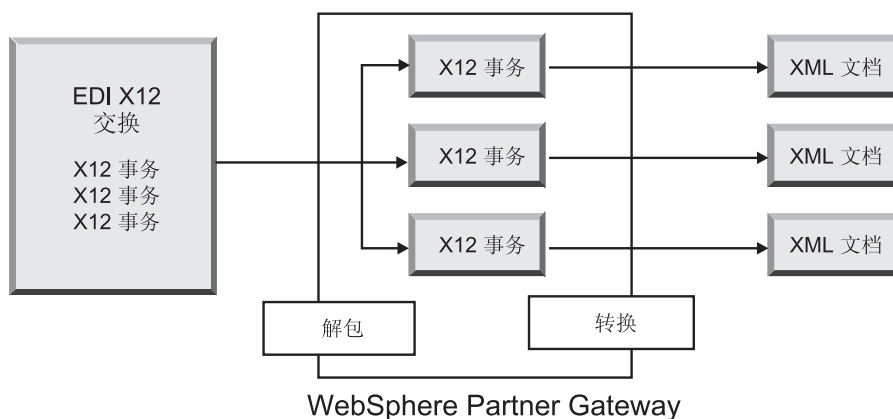 EDI X12
交换
X12 事务
X12 事务
X12 事务
X12 事务
XML 文档
X12 事务
XML 文档
X12 事务
XML 文档
解包
转换
WebSphere Partner Gateway